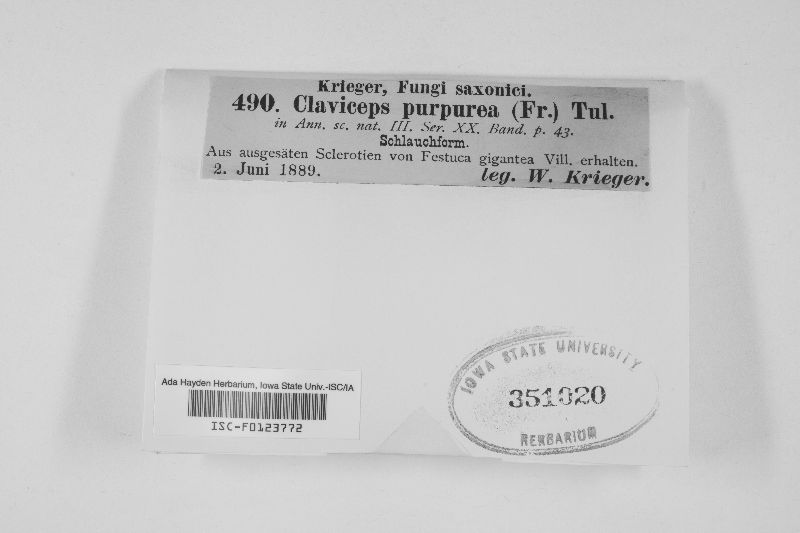 Krieger, Fungi saxonici.
490. Claviceps purpurea (Fr.) Tul.
in Ann. sc. nat. III. Ser. XX. Band. p. 43.
Schlauchform.
Aus ausgesäten Sclerotien von Festuca gigantea Vill. erhalten.
2. Juni 1889. leg. W. Krieger.
Ada Hayden Herbarium, Iowa State Univ.-ISC/IA
ISC-F0123772
IOWA STATE UNIVERSITY
351020
HERBARIUM